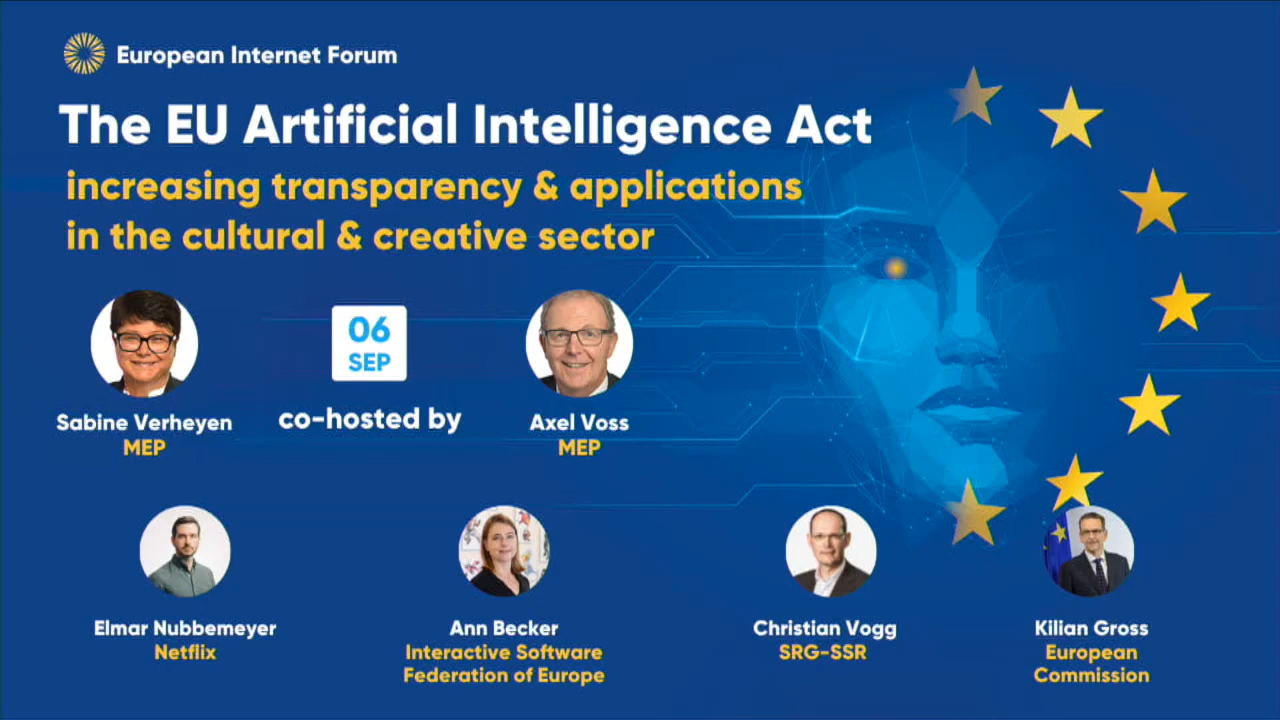 European Internet Forum
The EU Artificial Intelligence Act
increasing transparency & applications
in the cultural & creative sector
06
SEP
co-hosted by
Sabine Verheyen
MEP
Axel Voss
MEP
Elmar Nubbemeyer
Netflix
Ann Becker
Interactive Software
Federation of Europe
Christian Vogg
SRG-SSR
Kilian Gross
European
Commission